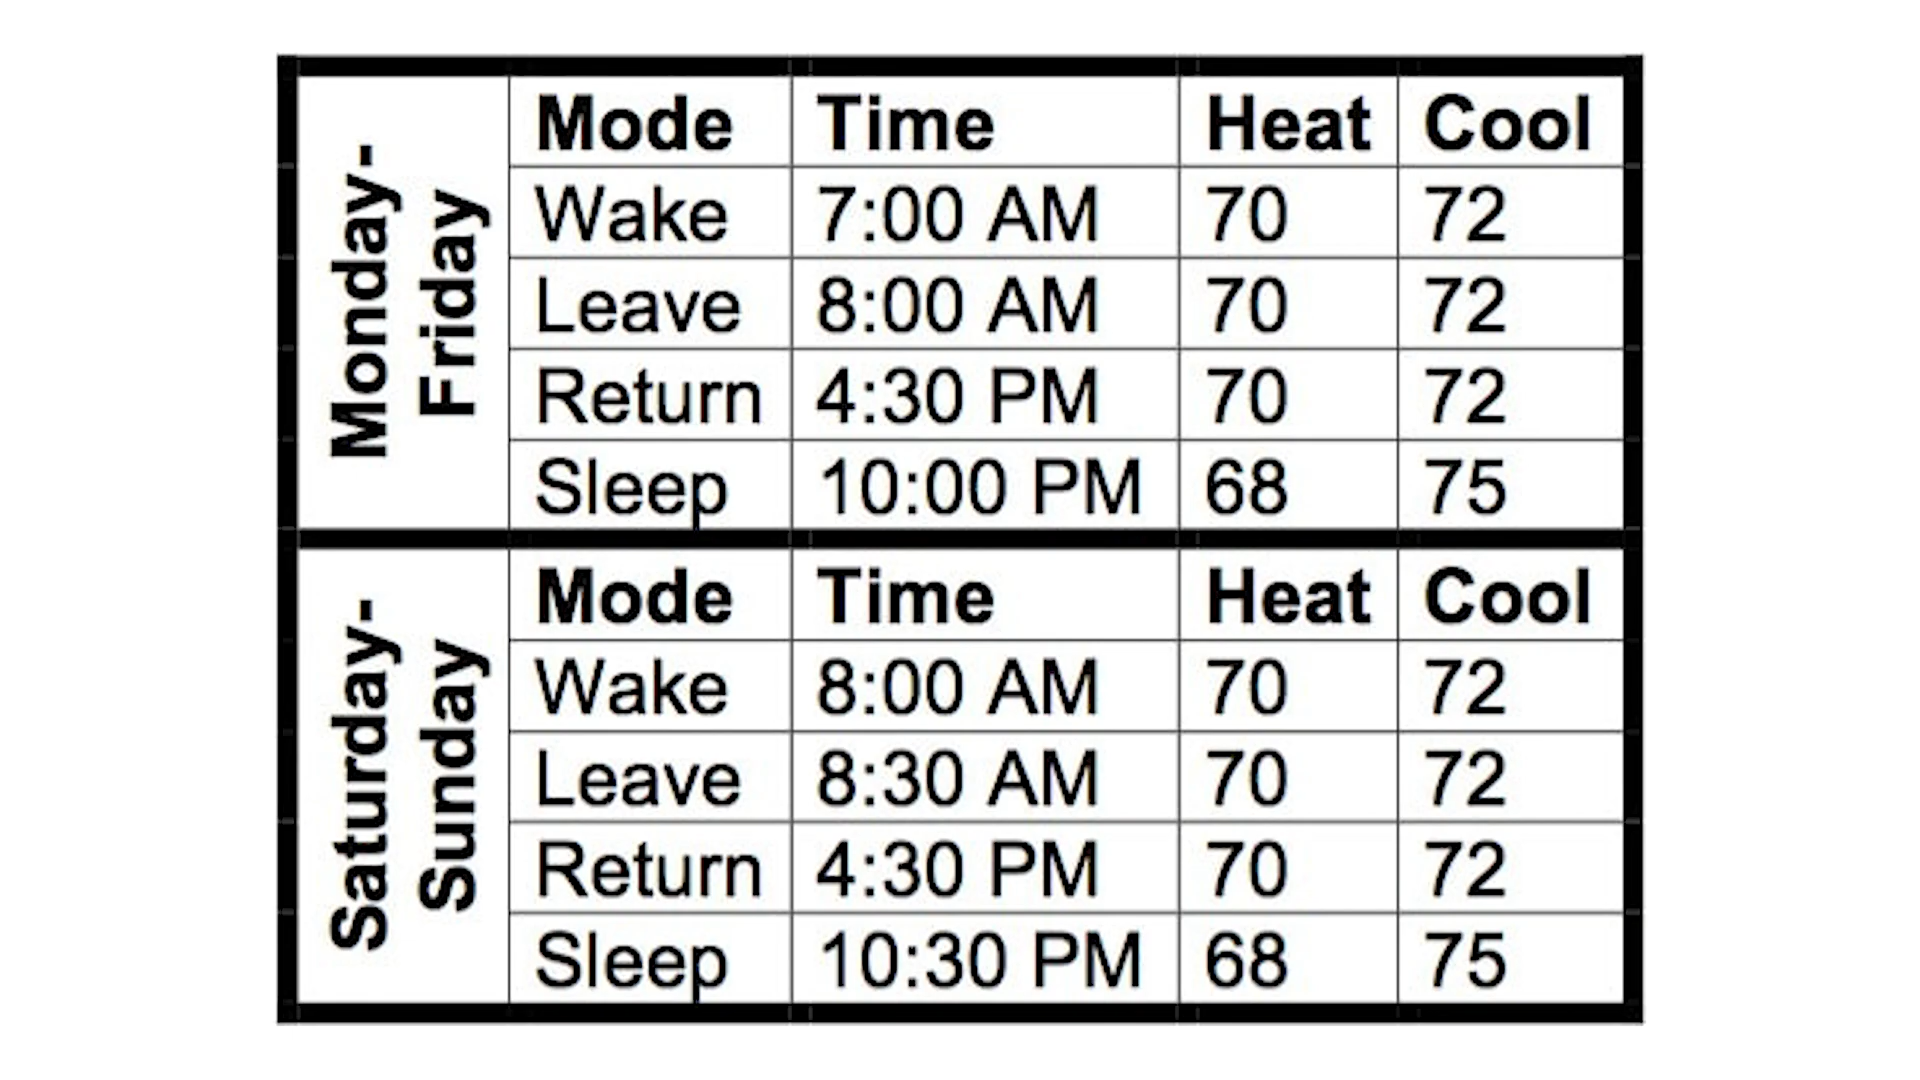 Monday-
Friday
Mode Time Heat Cool
Wake 7:00 AM 70 72
Leave 8:00 AM 70 72
Return 4:30 PM 70 72
Sleep 10:00 PM 68 75
Saturday-
Sunday
Mode Time Heat Cool
Wake 8:00 AM 70 72
Leave 8:30 AM 70 72
Return 4:30 PM 70 72
Sleep 10:30 PM 68 75